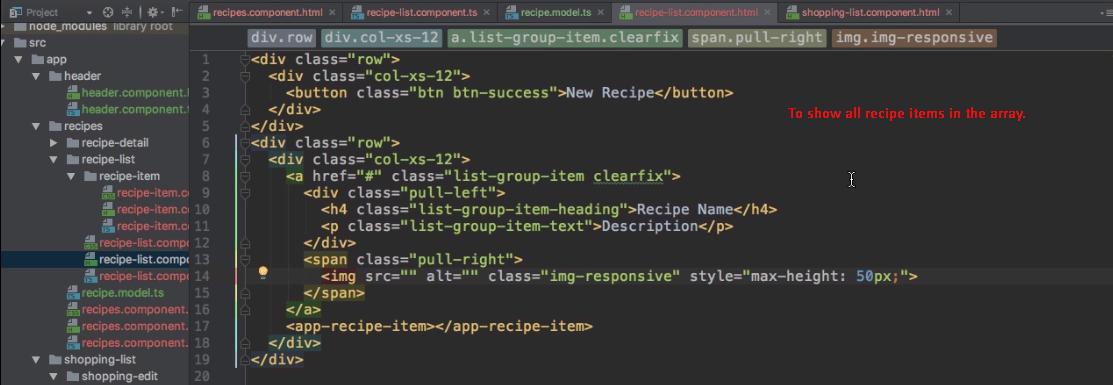 Project
recipes.component.html
recipe-list.component.ts
recipe.model.ts
recipe-list.component.html
shopping-list.component.html
node_modules library root
src
app
header
header.component.
header.component.t
recipes
recipe-detail
recipe-list
recipe-item
recipe-item.co
recipe-item.co
recipe-item.co
recipe-list.compo
recipe-list.compo
recipe-list.compo
recipe.model.ts
recipes.component.
recipes.component.
recipes.component.
shopping-list
shopping-edit
div.row div.col-xs-12 a.list-group-item.clearfix span.pull-right img.img-responsive
1 <div class="row">
2 <div class="col-xs-12">
3 <button class="btn btn-success">New Recipe</button>
4 </div>
5 </div>
6 <div class="row">
7 <div class="col-xs-12">
8 <a href="#" class="list-group-item clearfix">
9 <div class="pull-left">
10 <h4 class="list-group-item-heading">Recipe Name</h4>
11 <p class="list-group-item-text">Description</p>
12 </div>
13 <span class="pull-right">
14 <img src="" alt="" class="img-responsive" style="max-height: 50px;">
15 </span>
16 </a>
17 <app-recipe-item></app-recipe-item>
18 </div>
19 </div>
20
To show all recipe items in the array.